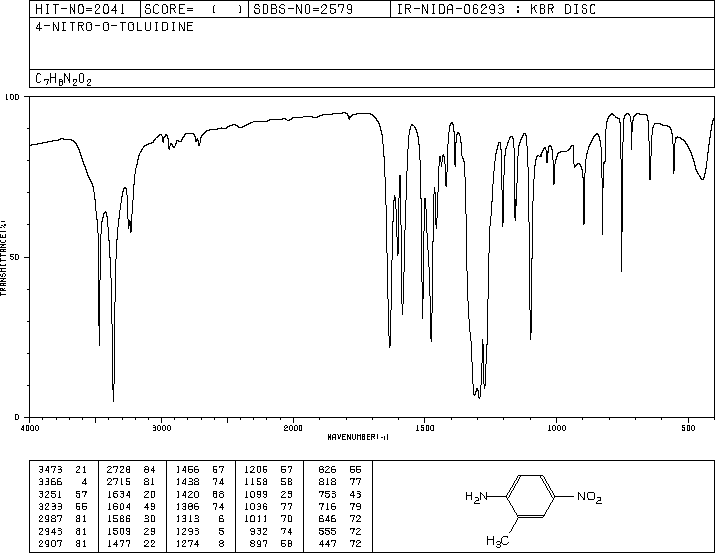 HIT-NO=2041 SCORE= ( ) SDBS-NO=2579 IR-NIDA-06293 : KBR DISC
4-NITRO-O-TOLUIDINE
C7H8N2O2
100
50
0
TRANSMITTANCE(%)
4000 3000 2000 1500 1000 500
WAVENUMBER(-1)
3473 21 2728 84 1456 57 1206 57 826 55
3366 4 2715 81 1438 74 1158 58 818 77
3251 57 1634 20 1420 68 1099 23 753 43
3233 55 1604 49 1386 74 1036 77 716 79
2987 81 1586 30 1313 6 1011 70 646 72
2943 81 1509 29 1293 5 932 74 555 72
2907 81 1477 22 1274 8 897 58 447 72
H2N NO2
H3C